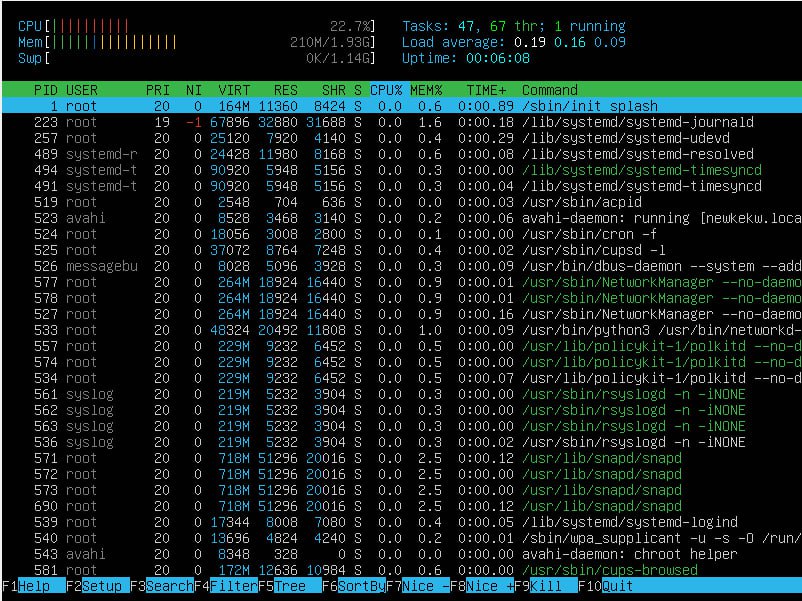 CPU[||||||||||| 22.7%] Tasks: 47, 67 thr; 1 running
Mem[|||||||||||||||||| 210M/1.93G] Load average: 0.19 0.16 0.09
Swp[ 0K/1.14G] Uptime: 00:06:08
PID USER PRI NI VIRT RES SHR S CPU% MEM% TIME+ Command
1 root 20 0 164M 11360 8424 S 0.0 0.6 0:00.89 /sbin/init splash
223 root 19 -1 67896 32880 31688 S 0.0 1.6 0:00.18 /lib/systemd/systemd-journald
257 root 20 0 25120 7920 4140 S 0.0 0.4 0:00.29 /lib/systemd/systemd-udevd
489 systemd-r 20 0 24428 11980 8168 S 0.0 0.6 0:00.08 /lib/systemd/systemd-resolved
494 systemd-t 20 0 90920 5948 5156 S 0.0 0.3 0:00.00 /lib/systemd/systemd-timesyncd
491 systemd-t 20 0 90920 5948 5156 S 0.0 0.3 0:00.04 /lib/systemd/systemd-timesyncd
519 root 20 0 2548 704 636 S 0.0 0.0 0:00.03 /usr/sbin/acpid
523 avahi 20 0 8528 3468 3140 S 0.0 0.2 0:00.06 avahi-daemon: running [newkekw.loca
524 root 20 0 18056 3008 2800 S 0.0 0.1 0:00.00 /usr/sbin/cron -f
525 root 20 0 37072 8764 7248 S 0.0 0.4 0:00.02 /usr/sbin/cupsd -l
526 messagebu 20 0 8028 5096 3928 S 0.0 0.3 0:00.09 /usr/bin/dbus-daemon --system --add
577 root 20 0 264M 18924 16440 S 0.0 0.9 0:00.01 /usr/sbin/NetworkManager --no-daemo
578 root 20 0 264M 18924 16440 S 0.0 0.9 0:00.01 /usr/sbin/NetworkManager --no-daemo
527 root 20 0 264M 18924 16440 S 0.0 0.9 0:00.16 /usr/sbin/NetworkManager --no-daemo
533 root 20 0 48324 20492 11808 S 0.0 1.0 0:00.09 /usr/bin/python3 /usr/bin/networkd-
557 root 20 0 229M 9232 6452 S 0.0 0.5 0:00.00 /usr/lib/policykit-1/polkitd --no-d
574 root 20 0 229M 9232 6452 S 0.0 0.5 0:00.00 /usr/lib/policykit-1/polkitd --no-d
534 root 20 0 229M 9232 6452 S 0.0 0.5 0:00.07 /usr/lib/policykit-1/polkitd --no-d
561 syslog 20 0 219M 5232 3904 S 0.0 0.3 0:00.00 /usr/sbin/rsyslogd -n -iNONE
562 syslog 20 0 219M 5232 3904 S 0.0 0.3 0:00.00 /usr/sbin/rsyslogd -n -iNONE
563 syslog 20 0 219M 5232 3904 S 0.0 0.3 0:00.00 /usr/sbin/rsyslogd -n -iNONE
536 syslog 20 0 219M 5232 3904 S 0.0 0.3 0:00.02 /usr/sbin/rsyslogd -n -iNONE
571 root 20 0 718M 51296 20016 S 0.0 2.5 0:00.12 /usr/lib/snapd/snapd
572 root 20 0 718M 51296 20016 S 0.0 2.5 0:00.00 /usr/lib/snapd/snapd
573 root 20 0 718M 51296 20016 S 0.0 2.5 0:00.00 /usr/lib/snapd/snapd
690 root 20 0 718M 51296 20016 S 0.0 2.5 0:00.12 /usr/lib/snapd/snapd
539 root 20 0 17344 8008 7080 S 0.0 0.4 0:00.05 /lib/systemd/systemd-logind
540 root 20 0 13696 4824 4240 S 0.0 0.2 0:00.01 /sbin/wpa_supplicant -u -s -O /run/
543 avahi 20 0 8348 328 0 S 0.0 0.0 0:00.00 avahi-daemon: chroot helper
581 root 20 0 172M 12636 10984 S 0.0 0.6 0:00.00 /usr/sbin/cups-browsed
F1Help F2Setup F3SearchF4FilterF5Tree F6SortByF7Nice -F8Nice +F9Kill F10Quit